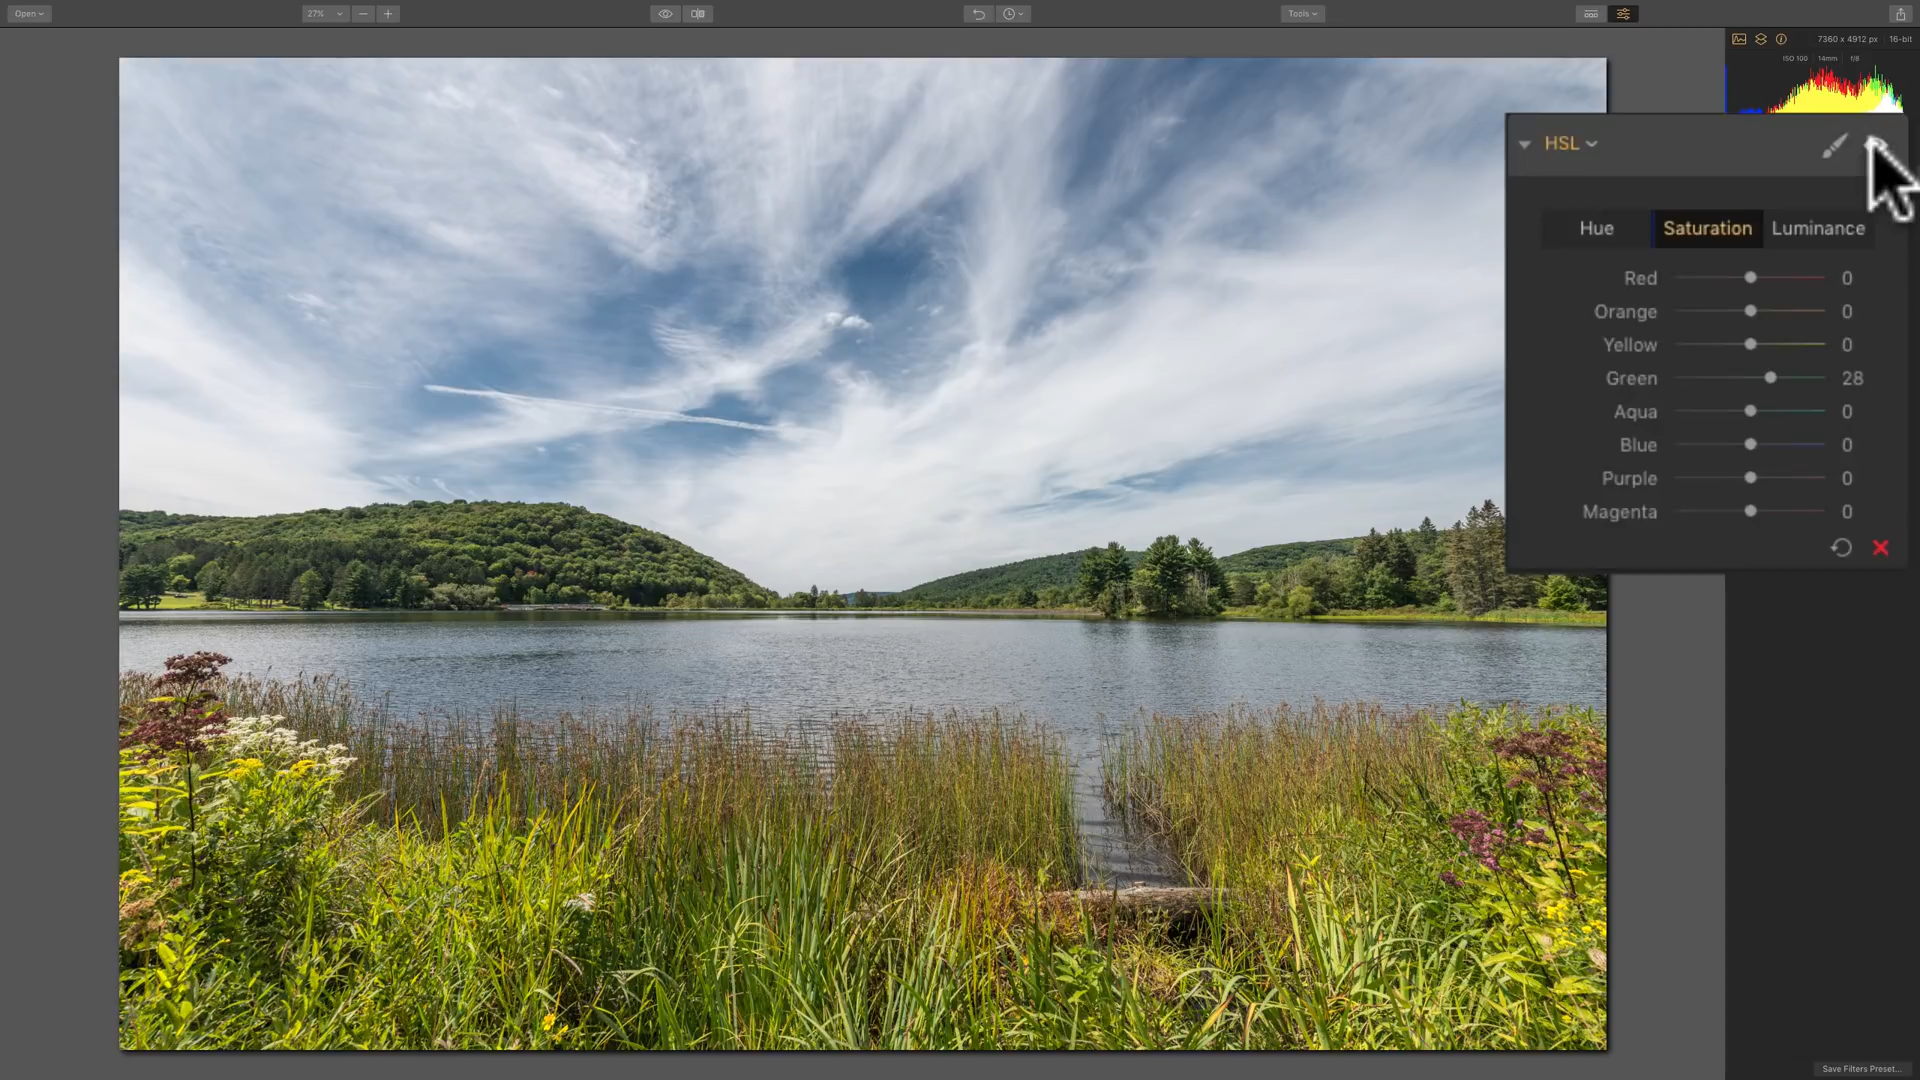 Open 27% Tools
7360 x 4912 px 16-bit
ISO 100 14mm f/8
HSL
Hue Saturation Luminance
Red 0
Orange 0
Yellow 0
Green 28
Aqua 0
Blue 0
Purple 0
Magenta 0
Save Filters Preset...